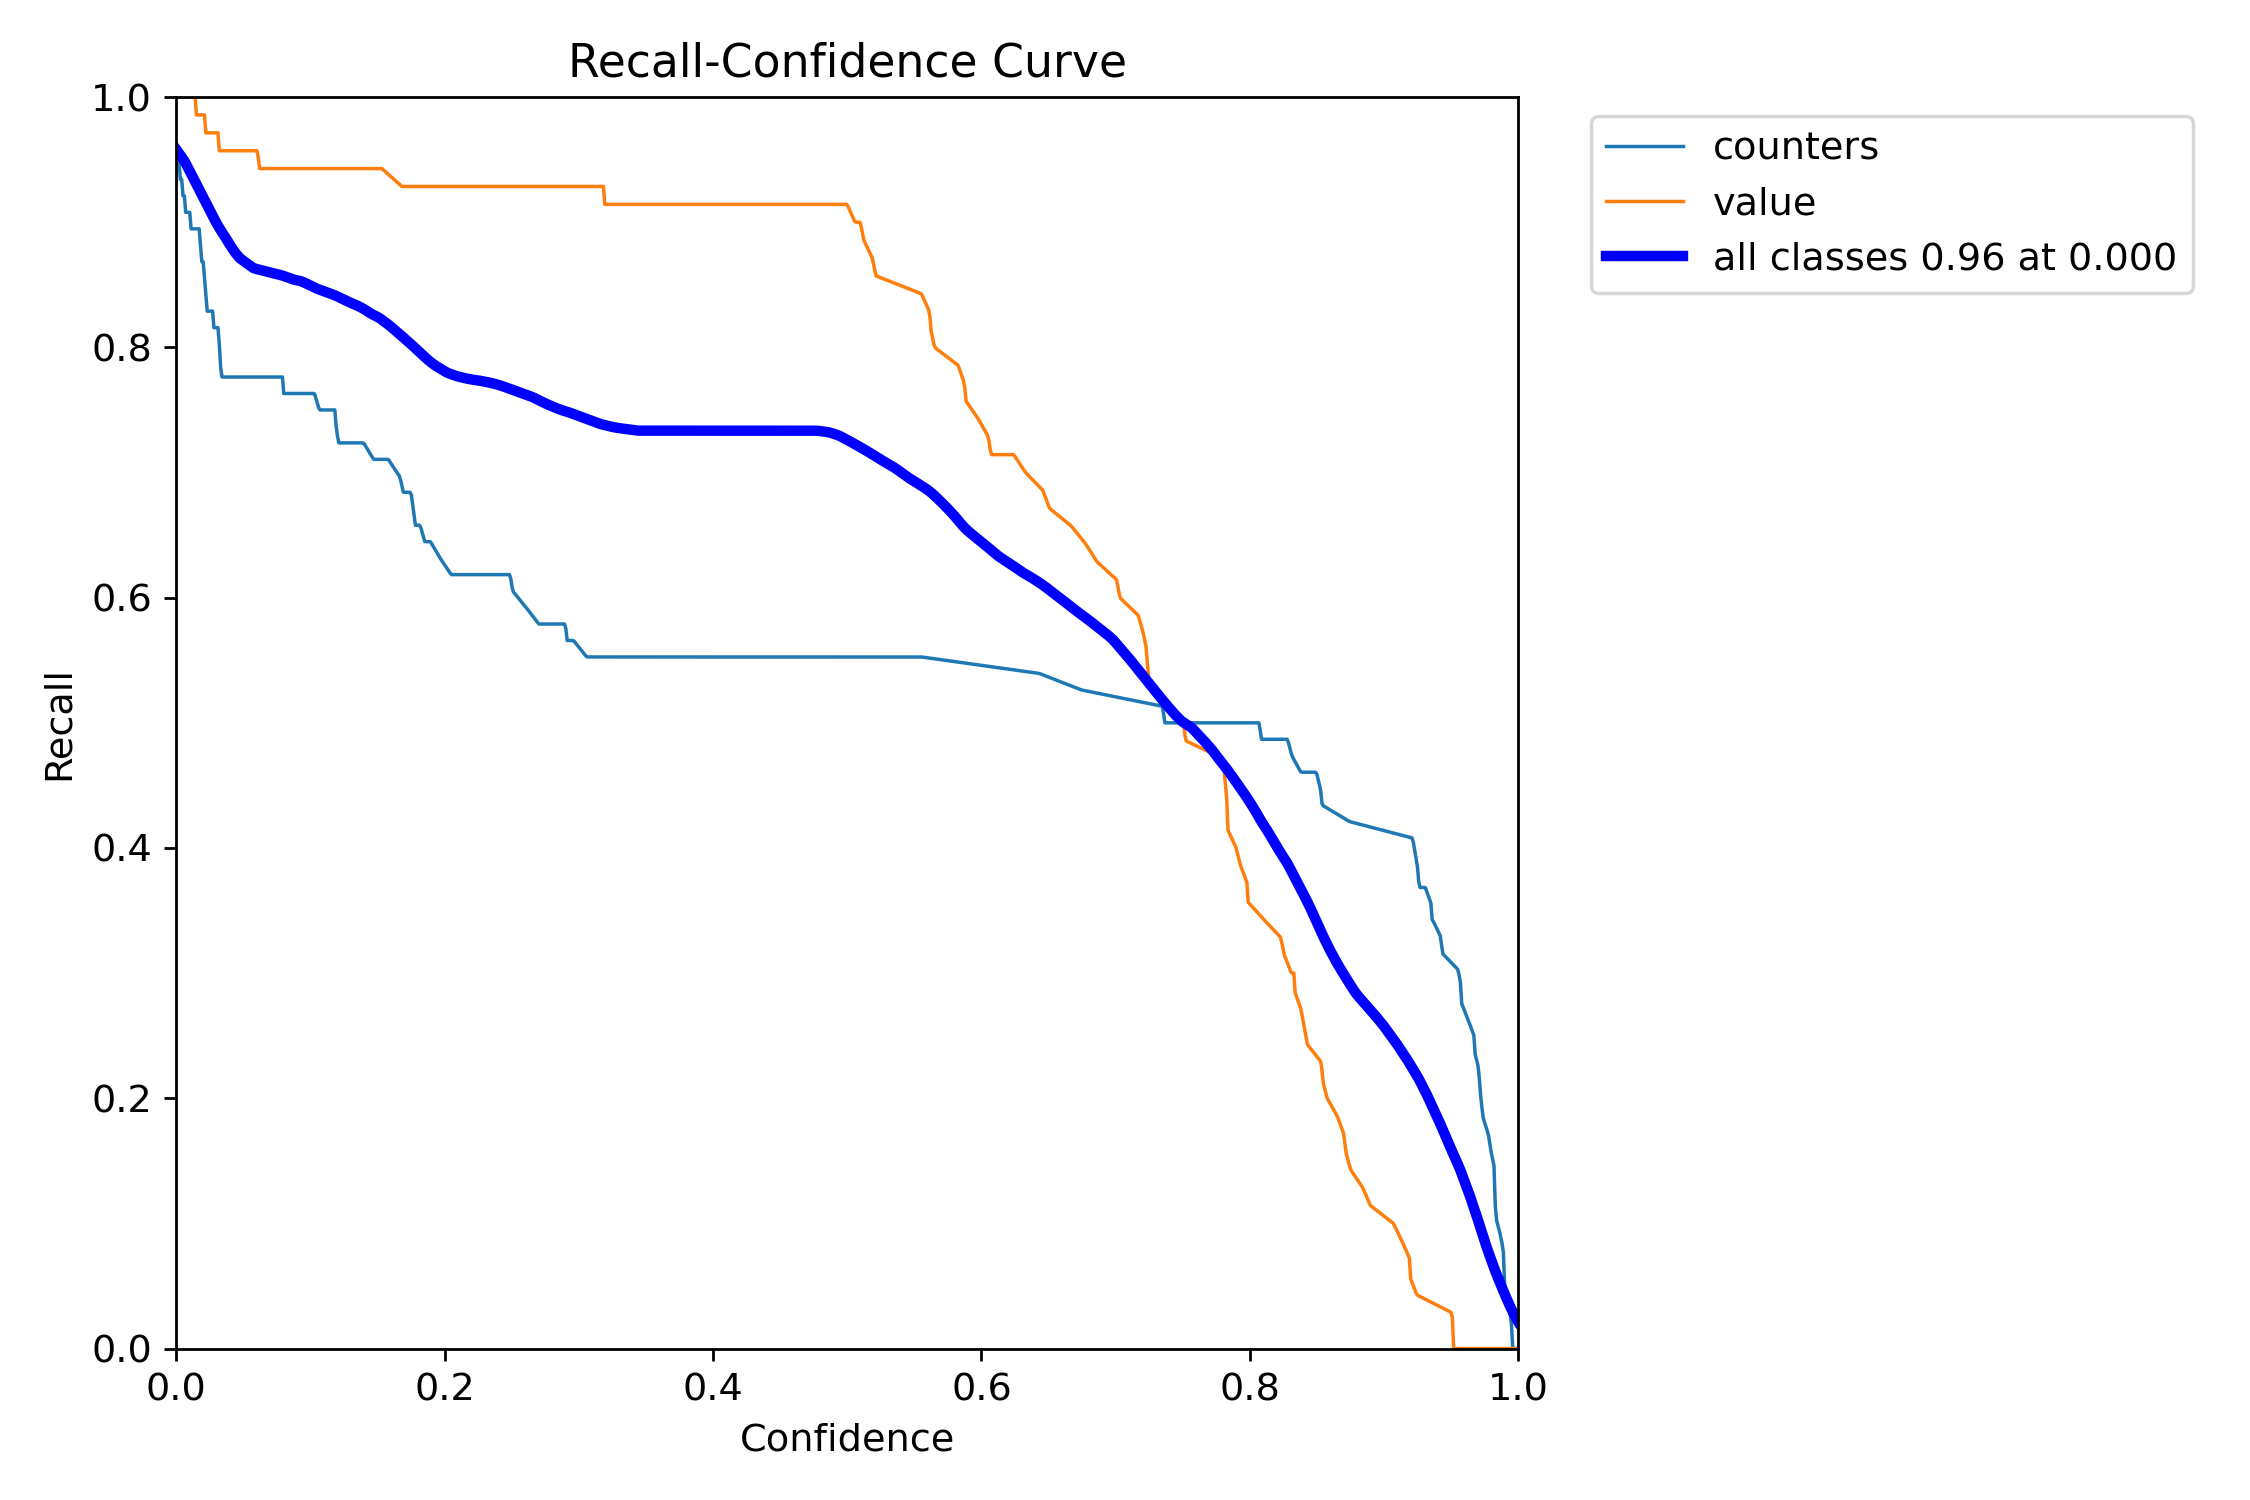 Recall-Confidence Curve
counters
value
all classes 0.96 at 0.000
Recall
1.0
0.8
0.6
0.4
0.2
0.0
0.0 0.2 0.4 0.6 0.8 1.0
Confidence